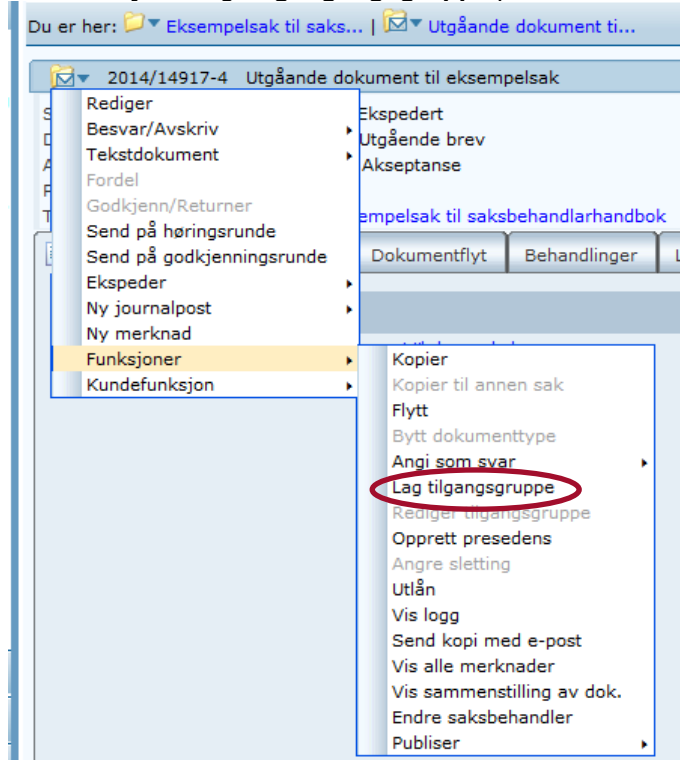 Du er her: Eksempelsak til saks... | Utgåande dokument ti...
2014/14917-4 Utgåande dokument til eksempelsak
Rediger
Ekspedert
Besvar/Avskriv
Utgående brev
Tekstdokument
Akseptanse
Fordel
Godkjenn/Returner
empelsak til saksbehandlarhandbok
Send på høringsrunde
Send på godkjenningsrunde
Dokumentflyt Behandlinger
Ekspeder
Ny journalpost
Ny merknad
Funksjoner
Kundefunksjon
Kopier
Kopier til annen sak
Flytt
Bytt dokumenttype
Angi som svar
Lag tilgangsgruppe
Rediger tilgangsgruppe
Opprett presedens
Angre sletting
Utlån
Vis logg
Send kopi med e-post
Vis alle merknader
Vis sammenstilling av dok.
Endre saksbehandler
Publiser